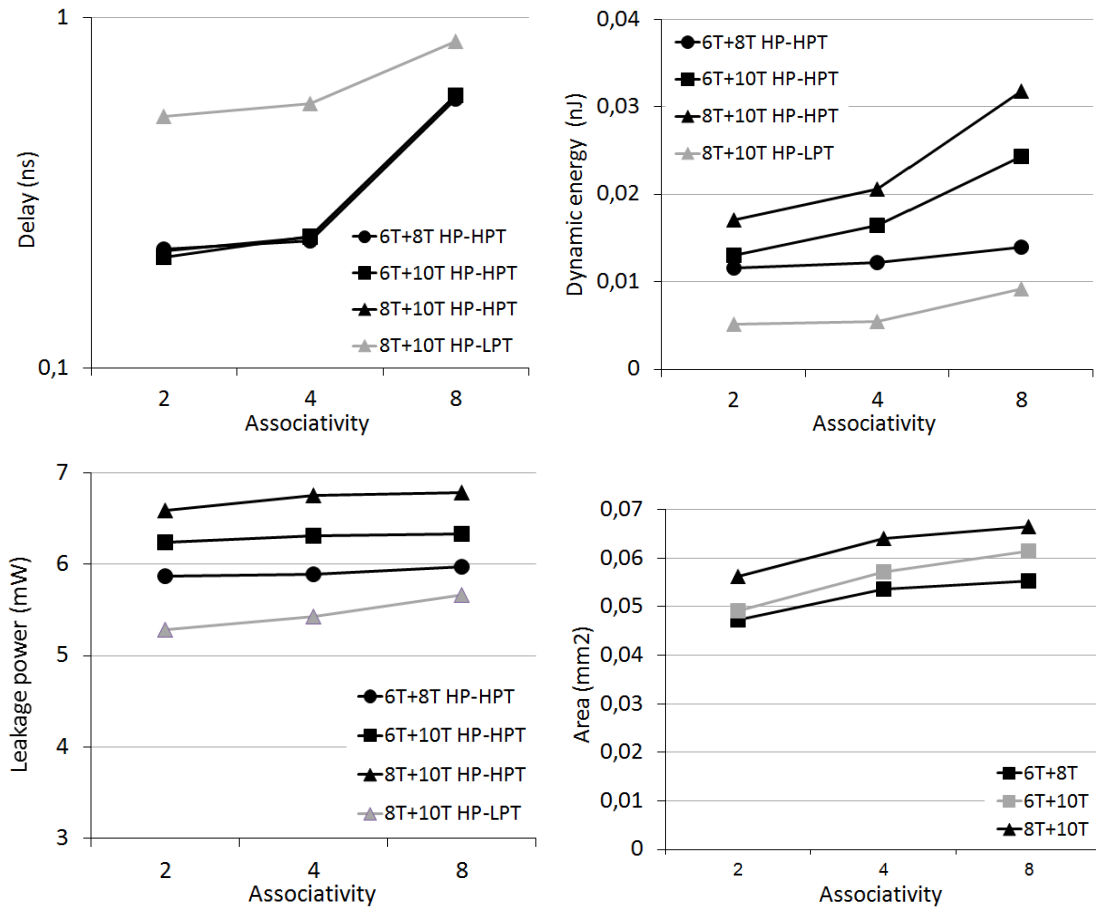 1
0,1
Delay (ns)
6T+8T HP-HPT
6T+10T HP-HPT
8T+10T HP-HPT
8T+10T HP-LPT
2 4 8
Associativity
0,04
0,03
0,02
0,01
0
Dynamic energy (nJ)
6T+8T HP-HPT
6T+10T HP-HPT
8T+10T HP-HPT
8T+10T HP-LPT
2 4 8
Associativity
7
6
5
4
3
Leakage power (mW)
6T+8T HP-HPT
6T+10T HP-HPT
8T+10T HP-HPT
8T+10T HP-LPT
2 4 8
Associativity
0,07
0,06
0,05
0,04
0,03
0,02
0,01
0
Area (mm2)
6T+8T
6T+10T
8T+10T
2 4 8
Associativity